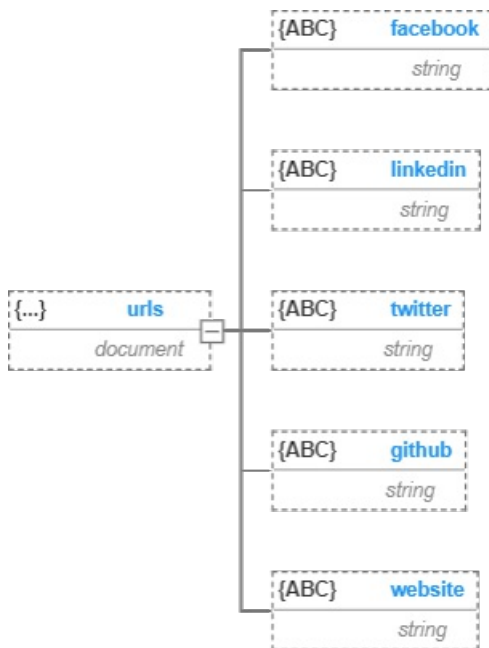 {ABC} facebook
string
{ABC} linkedin
string
{...} urls
document
{ABC} twitter
string
{ABC} github
string
{ABC} website
string